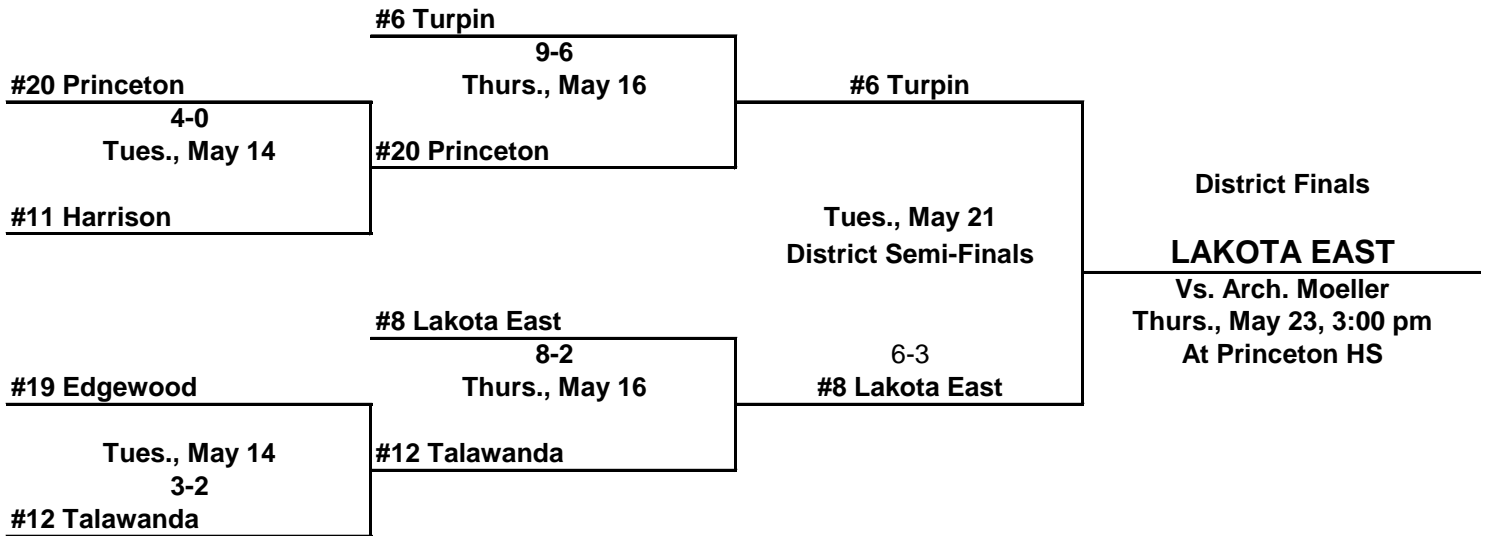 #6 Turpin
9-6
#20 Princeton
Thurs., May 16
#6 Turpin
4-0
Tues., May 14
#20 Princeton
District Finals
#11 Harrison
Tues., May 21
District Semi-Finals
LAKOTA EAST
Vs. Arch. Moeller
#8 Lakota East
Thurs., May 23, 3:00 pm
8-2
6-3
At Princeton HS
#19 Edgewood
Thurs., May 16
#8 Lakota East
Tues., May 14
#12 Talawanda
3-2
#12 Talawanda